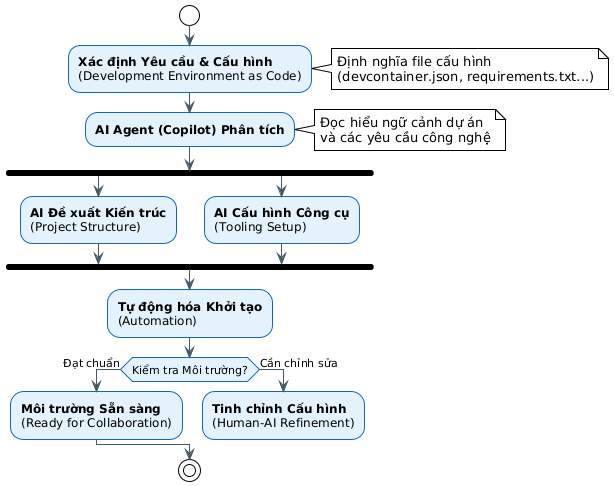 Xác định Yêu cầu & Cấu hình
(Development Environment as Code)
Định nghĩa file cấu hình
(devcontainer.json, requirements.txt...)
AI Agent (Copilot) Phân tích
Đọc hiểu ngữ cảnh dự án
và các yêu cầu công nghệ
AI Đề xuất Kiến trúc
(Project Structure)
AI Cấu hình Công cụ
(Tooling Setup)
Tự động hóa Khởi tạo
(Automation)
Đạt chuẩn
Kiểm tra Môi trường?
Cần chỉnh sửa
Môi trường Sẵn sàng
(Ready for Collaboration)
Tinh chỉnh Cấu hình
(Human-AI Refinement)